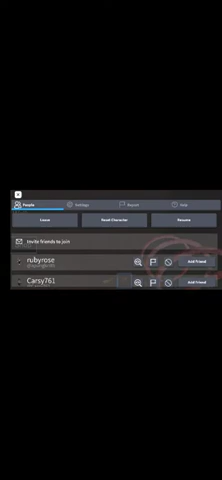 People Settings Report Help
Leave Reset Character Resume
Invite friends to join
rubyrose
Add Friend
Carsy761
Add Friend